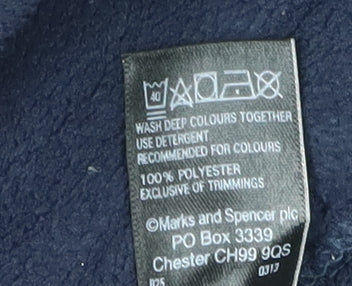 40
WASH DEEP COLOURS TOGETHER
USE DETERGENT
RECOMMENDED FOR COLOURS
100% POLYESTER
EXCLUSIVE OF TRIMMINGS
©Marks and Spencer plc
PO Box 3339
Chester CH99 9QS
0313